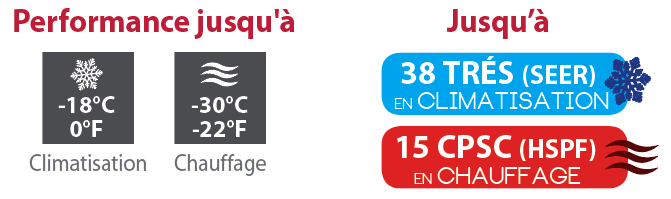 Performance jusqu'à
-18°C
0°F
Climatisation
-30°C
-22°F
Chauffage
Jusqu’à
38 TRÉS (SEER)
EN CLIMATISATION
15 CPSC (HSPF)
EN CHAUFFAGE